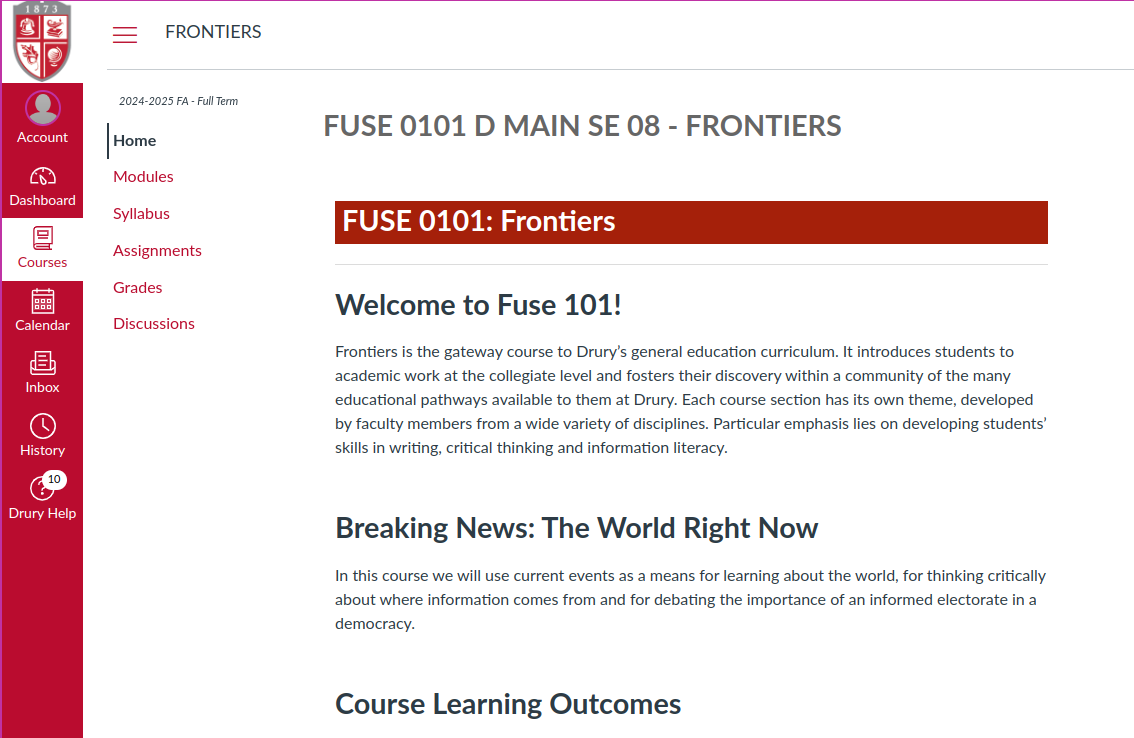 1873
FRONTIERS
Account
Dashboard
Courses
Calendar
Inbox
History
10
Drury Help
2024-2025 FA - Full Term
Home
Modules
Syllabus
Assignments
Grades
Discussions
FUSE 0101 D MAIN SE 08 - FRONTIERS
FUSE 0101: Frontiers
Welcome to Fuse 101!
Frontiers is the gateway course to Drury’s general education curriculum. It introduces students to
academic work at the collegiate level and fosters their discovery within a community of the many
educational pathways available to them at Drury. Each course section has its own theme, developed
by faculty members from a wide variety of disciplines. Particular emphasis lies on developing students’
skills in writing, critical thinking and information literacy.
Breaking News: The World Right Now
In this course we will use current events as a means for learning about the world, for thinking critically
about where information comes from and for debating the importance of an informed electorate in a
democracy.
Course Learning Outcomes